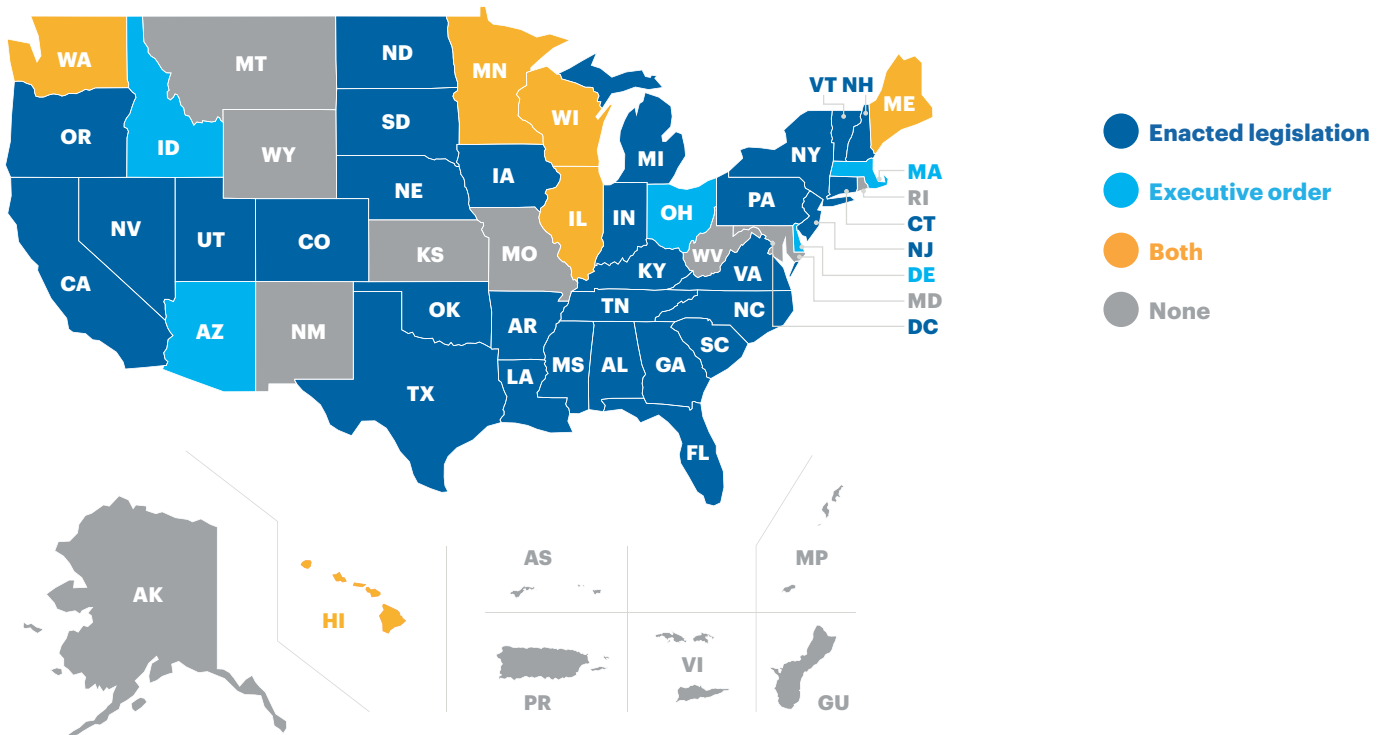 WA
MT
ND
MN
OR
ID
WY
SD
WI
MI
VT NH
ME
NY
MA
RI
CT
NJ
DE
MD
DC
NV
UT
CO
NE
IA
IL
IN
OH
PA
CA
KS
MO
KY
WV
VA
AZ
NM
OK
AR
TN
NC
TX
LA
MS
AL
GA
SC
FL
AK
HI
AS
MP
PR
VI
GU
Enacted legislation
Executive order
Both
None